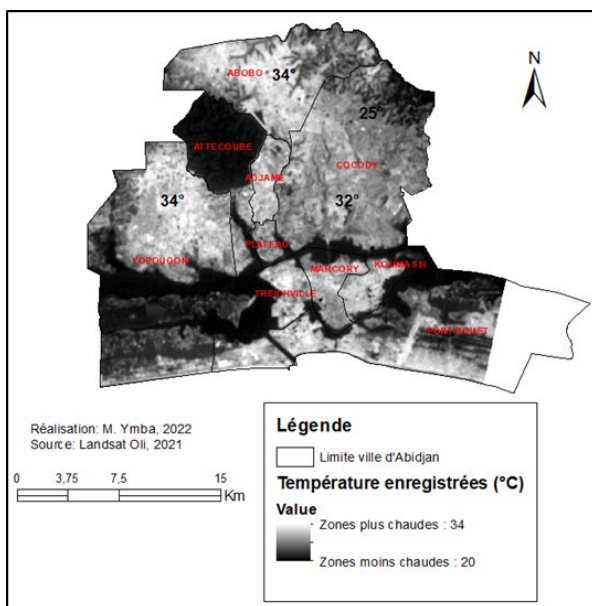 N
ABOBO
34°
25°
ATTECOUBE
ADJAME
COCODY
34°
32°
PLATEAU
YOPOUGON
MARCORY
KOUMASSI
TREICHVILLE
PORT-BOUET
Réalisation: M. Ymba, 2022
Source: Landsat Oli, 2021
0 3,75 7,5 15
Km
Légende
Limite ville d'Abidjan
Température enregistrées (°C)
Value
Zones plus chaudes : 34
Zones moins chaudes : 20